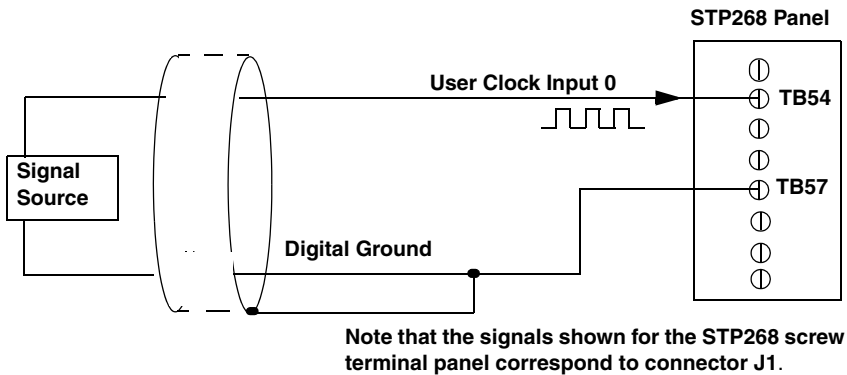 STP268 Panel
User Clock Input 0
TB54
Signal
Source
TB57
Digital Ground
Note that the signals shown for the STP268 screw
terminal panel correspond to connector J1.